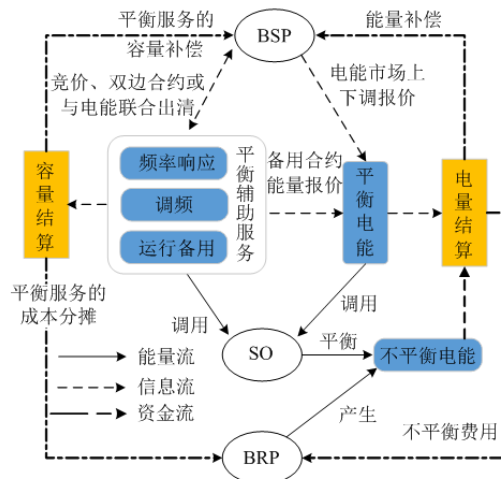 平衡服务的
容量补偿
BSP
能量补偿
竞价、双边合约或
与电能联合出清
电能市场上
下调报价
容量结算
频率响应
调频
运行备用
平衡辅助服务
备用合约
能量报价
平衡电能
电量结算
平衡服务的
成本分摊
调用
调用
SO
平衡
不平衡电能
能量流
信息流
资金流
产生
不平衡费用
BRP